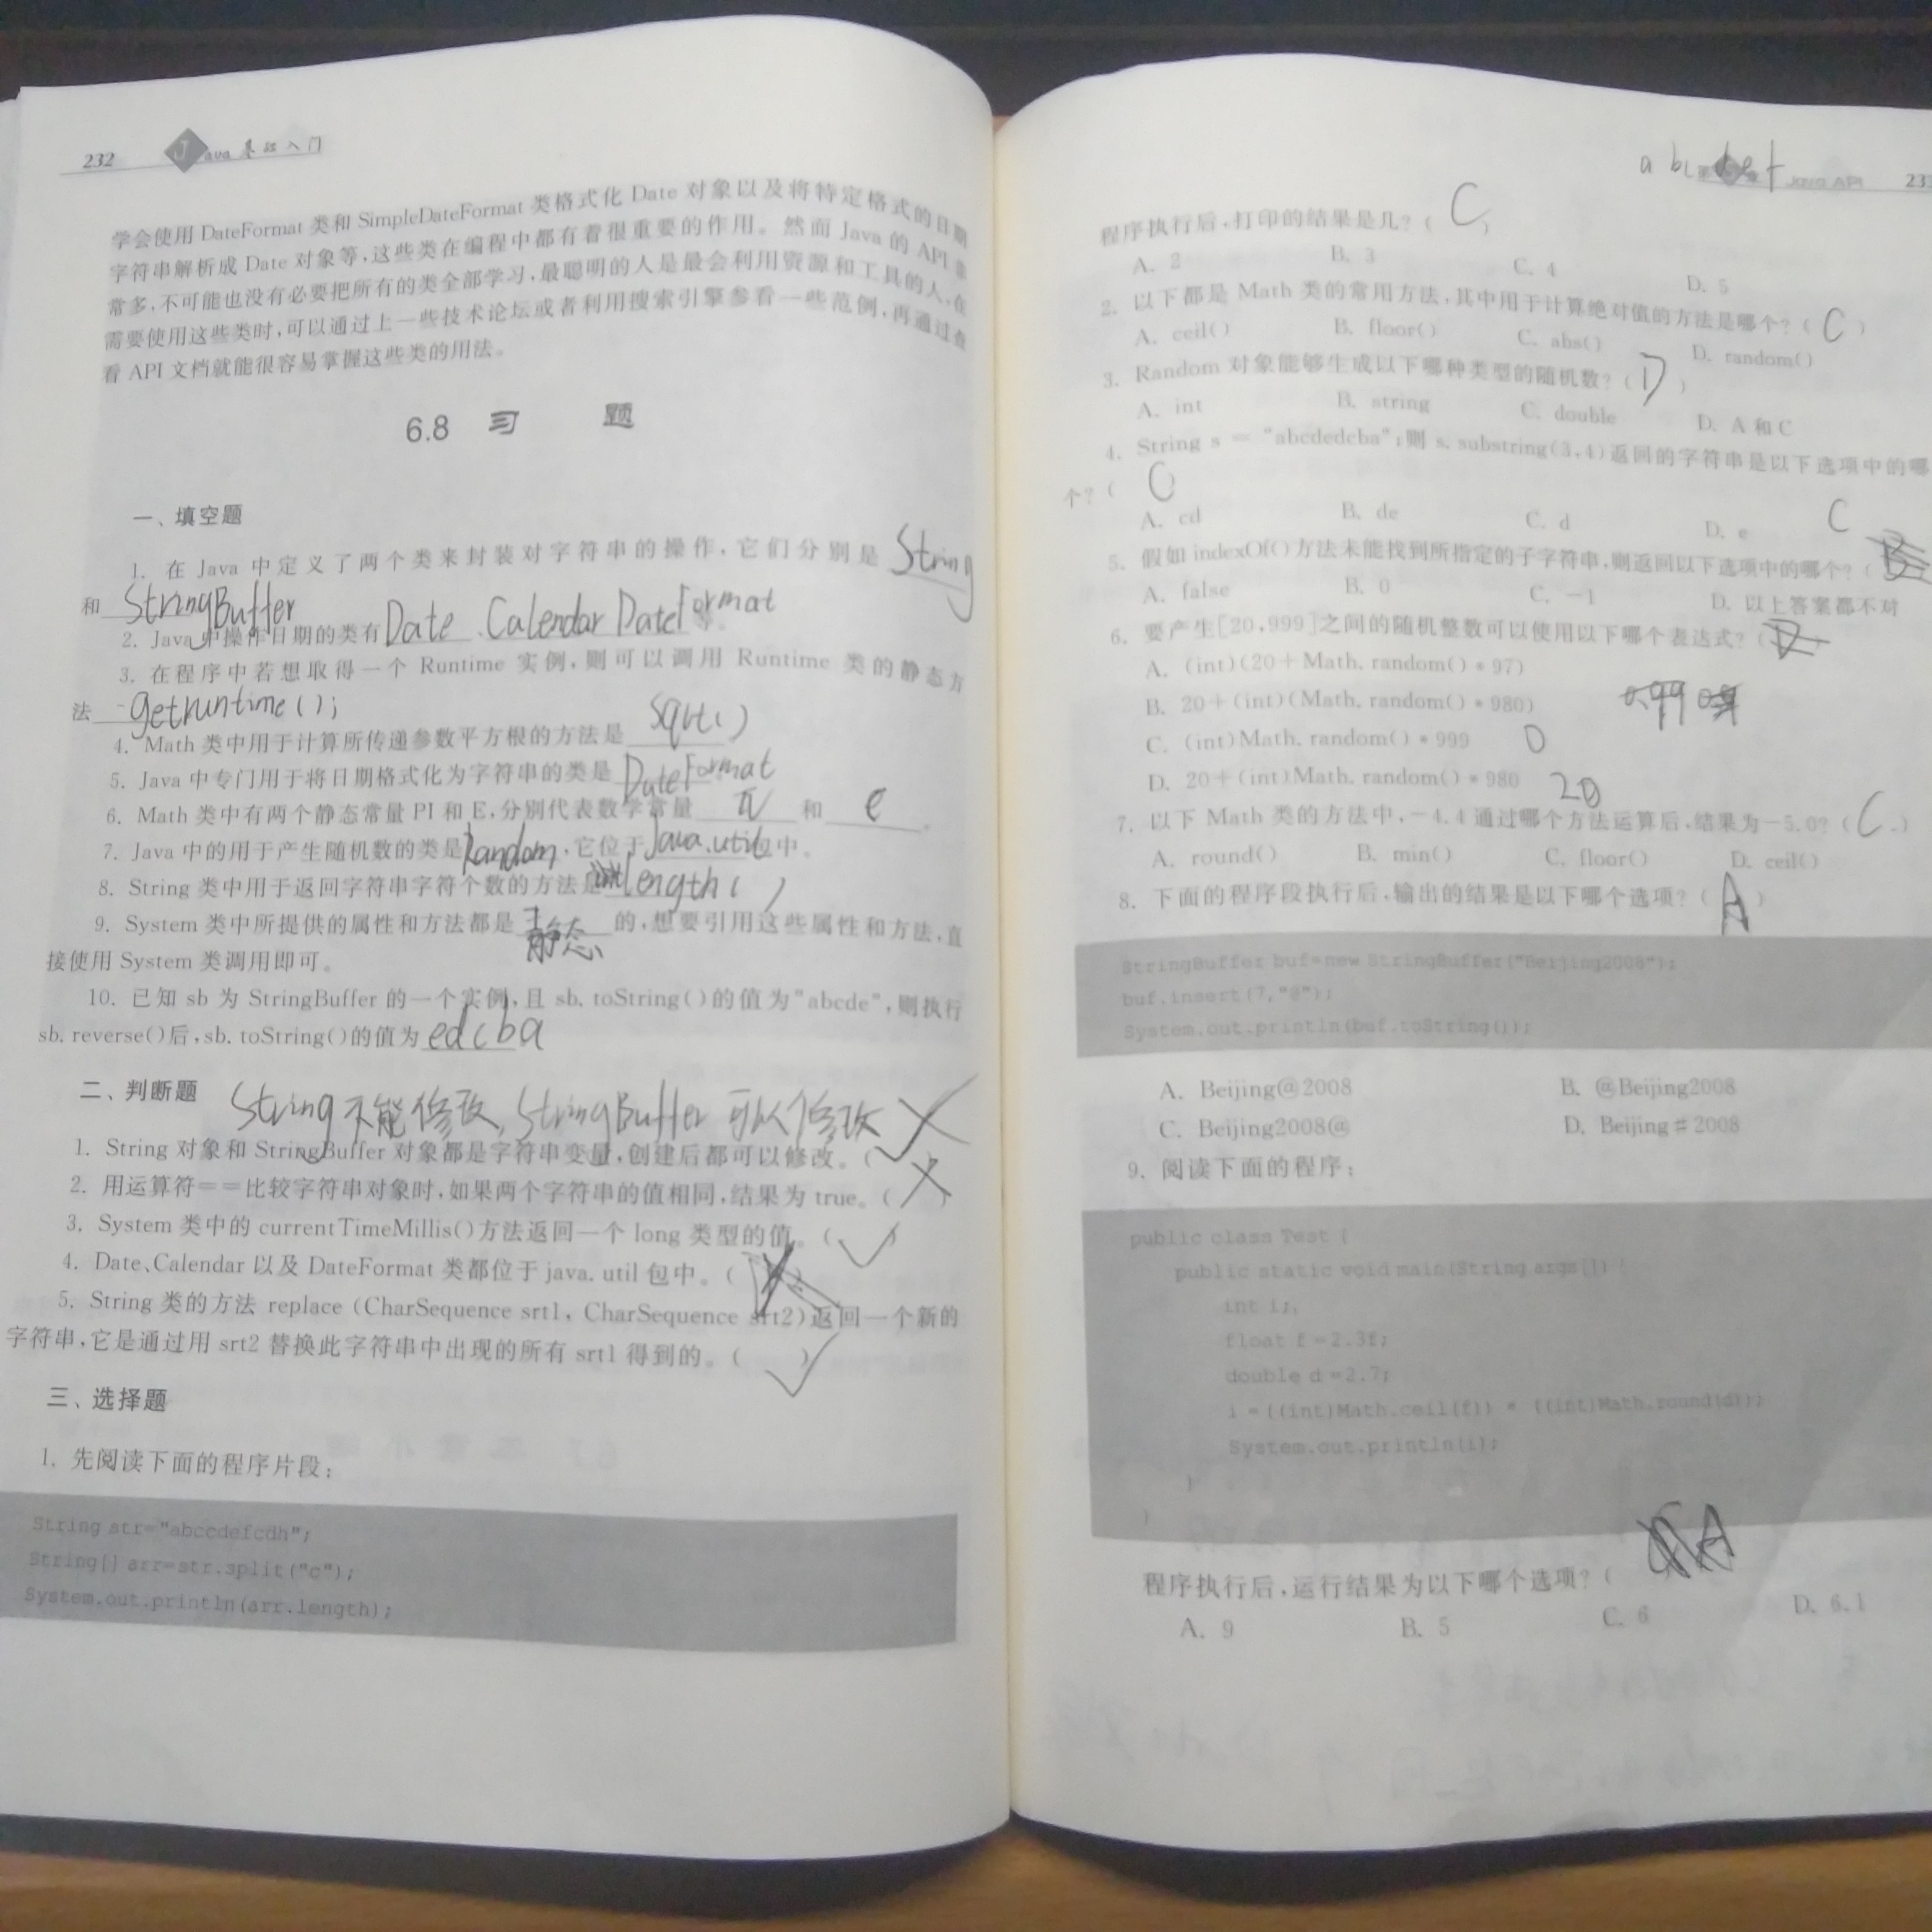 232 Java 基础入门
学会使用 DateFormat 类和 SimpleDateFormat 类格式化 Date 对象以及将特定格式的日期
字符串解析成 Date 对象等,这些类在编程中都有着很重要的作用。然而 Java 的 API 非
常多,不可能也没有必要把所有的类全部学习,最聪明的人是最会利用资源和工具的人,在
需要使用这些类时,可以通过上一些技术论坛或者利用搜索引擎参看一些范例,再通过查
看 API 文档就能很容易掌握这些类的用法。
6.8 习 题
一、填空题
1. 在 Java 中定义了两个类来封装对字符串的操作,它们分别是 String
和 StringBuffer
2. Java 中操作日期的类有 Date 、Calendar DateFormat 等。
3. 在程序中若想取得一个 Runtime 实例,则可以调用 Runtime 类的静态方
法 getruntime();
4. Math 类中用于计算所传递参数平方根的方法是 sqrt()
5. Java 中专门用于将日期格式化为字符串的类是 DateFormat
6. Math 类中有两个静态常量 PI 和 E,分别代表数学常量 π 和 e 。
7. Java 中的用于产生随机数的类是 Random ,它位于 Java.util 包中。
8. String 类中用于返回字符串字符个数的方法是 length()
9. System 类中所提供的属性和方法都是 静态 的,想要引用这些属性和方法,直
接使用 System 类调用即可。
10. 已知 sb 为 StringBuffer 的一个实例,且 sb. toString()的值为"abcde",则执行
sb. reverse()后,sb. toString()的值为 edcba
二、判断题
String不能修改,StringBuffer 可以修改 ×
1. String 对象和 StringBuffer 对象都是字符串变量,创建后都可以修改。( )
2. 用运算符==比较字符串对象时,如果两个字符串的值相同,结果为 true。( × )
3. System 类中的 currentTimeMillis()方法返回一个 long 类型的值。( ✓ )
4. Date、Calendar 以及 DateFormat 类都位于 java. util 包中。( × )
5. String 类的方法 replace (CharSequence srt1, CharSequence srt2)返回一个新的
字符串,它是通过用 srt2 替换此字符串中出现的所有 srt1 得到的。( ✓ )
三、选择题
1. 先阅读下面的程序片段:
String str="abccdefcdh";
String[] arr=str.split("c");
System.out.println(arr.length);
Java API
程序执行后,打印的结果是几? ( C )
A. 2 B. 3 C. 4 D. 5
2. 以下都是 Math 类的常用方法,其中用于计算绝对值的方法是哪个? ( C )
A. ceil() B. floor() C. abs() D. random()
3. Random 对象能够生成以下哪种类型的随机数? ( D )
A. int B. string C. double D. A 和 C
4. String s = "abcdedcba";则 s. substring(3,4)返回的字符串是以下选项中的哪
个? ( C
A. cd B. de C. d D. e
C
5. 假如 indexOf()方法未能找到所指定的子字符串,则返回以下选项中的哪个? (
A. false B. 0 C. -1 D. 以上答案都不对
6. 要产生[20,999]之间的随机整数可以使用以下哪个表达式? (
A. (int)(20+Math. random() * 97)
B. 20+(int)(Math. random() * 980)
C. (int)Math. random() * 999 0
D. 20+(int)Math. random() * 980 20
7. 以下 Math 类的方法中,-4.4 通过哪个方法运算后,结果为-5.0? ( C )
A. round() B. min() C. floor() D. ceil()
8. 下面的程序段执行后,输出的结果是以下哪个选项? ( A )
StringBuffer buf=new StringBuffer("Beijing2008");
buf.insert(7,"@");
System.out.println(buf.toString());
A. Beijing@2008 B. @Beijing2008
C. Beijing2008@ D. Beijing#2008
9. 阅读下面的程序:
public class Test {
public static void main(String args[]) {
int i;
float f =2.3f;
double d =2.7;
i = ((int)Math.ceil(f)) * ((int)Math.round(d));
System.out.println(i);
}
}
程序执行后,运行结果为以下哪个选项? ( A
A. 9 B. 5 C. 6 D. 6.1